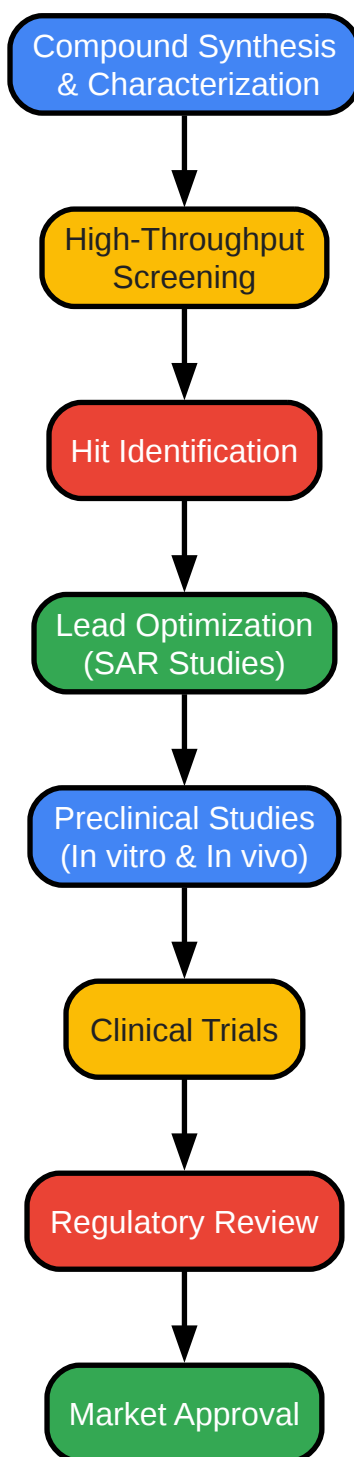 Compound Synthesis
& Characterization
High-Throughput
Screening
Hit Identification
Lead Optimization
(SAR Studies)
Preclinical Studies
(In vitro & In vivo)
Clinical Trials
Regulatory Review
Market Approval